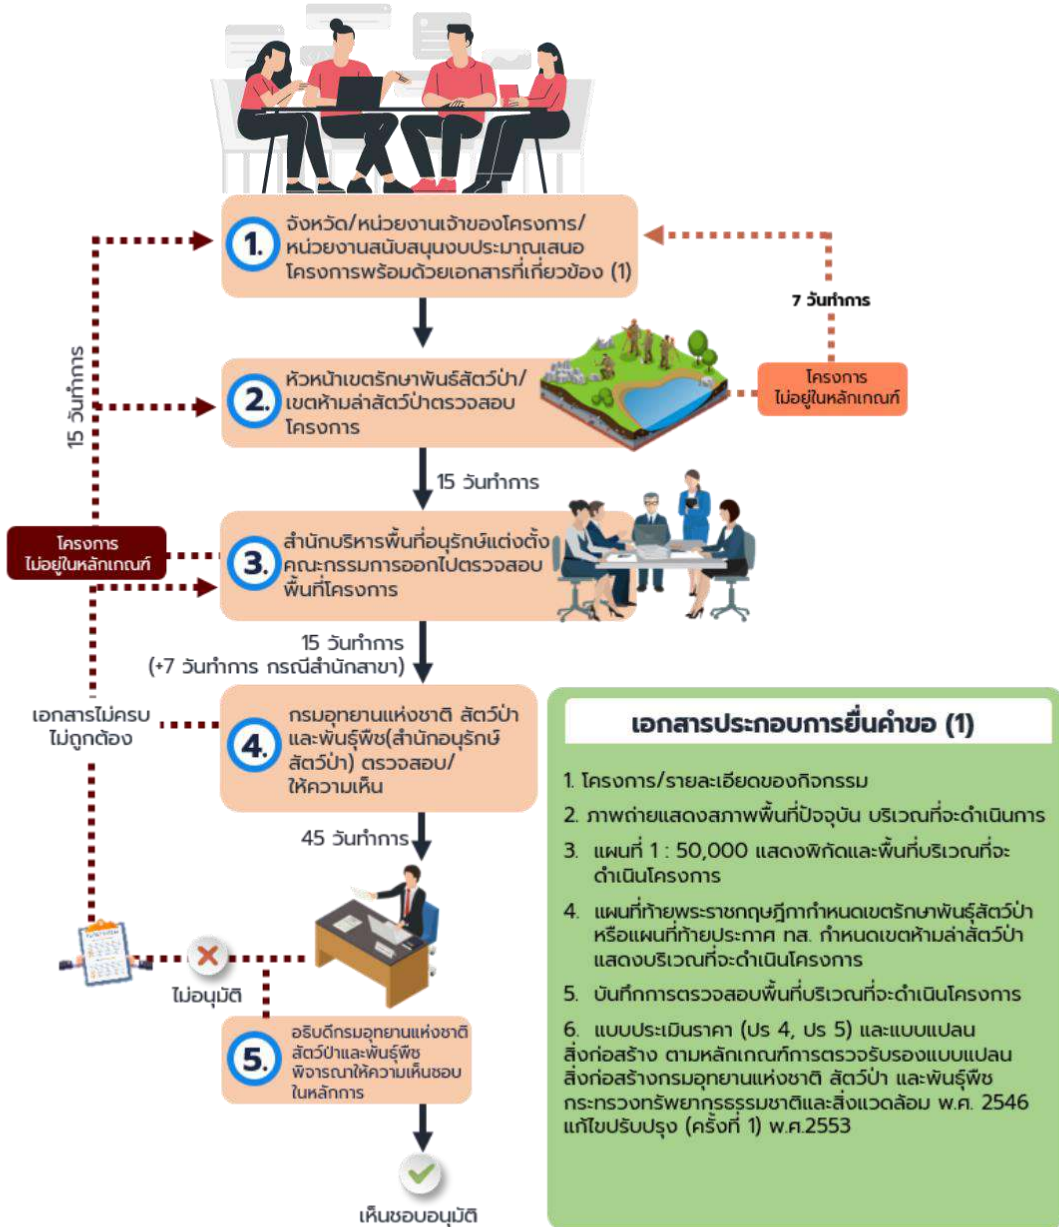 1.
จังหวัด/หน่วยงานเจ้าของโครงการ/
หน่วยงานสนับสนุนงบประมาณเสนอ
โครงการพร้อมด้วยเอกสารที่เกี่ยวข้อง (1)
7 วันทำการ
15 วันทำการ
2.
หัวหน้าเขตรักษาพันธุ์สัตว์ป่า/
เขตห้ามล่าสัตว์ป่าตรวจสอบ
โครงการ
โครงการ
ไม่อยู่ในหลักเกณฑ์
15 วันทำการ
โครงการ
ไม่อยู่ในหลักเกณฑ์
3.
สำนักบริหารพื้นที่อนุรักษ์แต่งตั้ง
คณะกรรมการออกไปตรวจสอบ
พื้นที่โครงการ
15 วันทำการ
(+7 วันทำการ กรณีสำนักสาขา)
เอกสารไม่ครบ
ไม่ถูกต้อง
4.
กรมอุทยานแห่งชาติ สัตว์ป่า
และพันธุ์พืช(สำนักอนุรักษ์
สัตว์ป่า) ตรวจสอบ/
ให้ความเห็น
45 วันทำการ
ไม่อนุมัติ
5.
อธิบดีกรมอุทยานแห่งชาติ
สัตว์ป่าและพันธุ์พืช
พิจารณาให้ความเห็นชอบ
ในหลักการ
เห็นชอบอนุมัติ
เอกสารประกอบการยื่นคำขอ (1)
1. โครงการ/รายละเอียดของกิจกรรม
2. ภาพถ่ายแสดงสภาพพื้นที่ปัจจุบัน บริเวณที่จะดำเนินการ
3. แผนที่ 1 : 50,000 แสดงพิกัดและพื้นที่บริเวณที่จะ
ดำเนินโครงการ
4. แผนที่ท้ายพระราชกฤษฎีกากำหนดเขตรักษาพันธุ์สัตว์ป่า
หรือแผนที่ท้ายประกาศ ทส. กำหนดเขตห้ามล่าสัตว์ป่า
แสดงบริเวณที่จะดำเนินโครงการ
5. บันทึกการตรวจสอบพื้นที่บริเวณที่จะดำเนินโครงการ
6. แบบประเมินราคา (ปร 4, ปร 5) และแบบแปลน
สิ่งก่อสร้าง ตามหลักเกณฑ์การตรวจรับรองแบบแปลน
สิ่งก่อสร้างกรมอุทยานแห่งชาติ สัตว์ป่า และพันธุ์พืช
กระทรวงทรัพยากรธรรมชาติและสิ่งแวดล้อม พ.ศ. 2546
แก้ไขปรับปรุง (ครั้งที่ 1) พ.ศ.2553